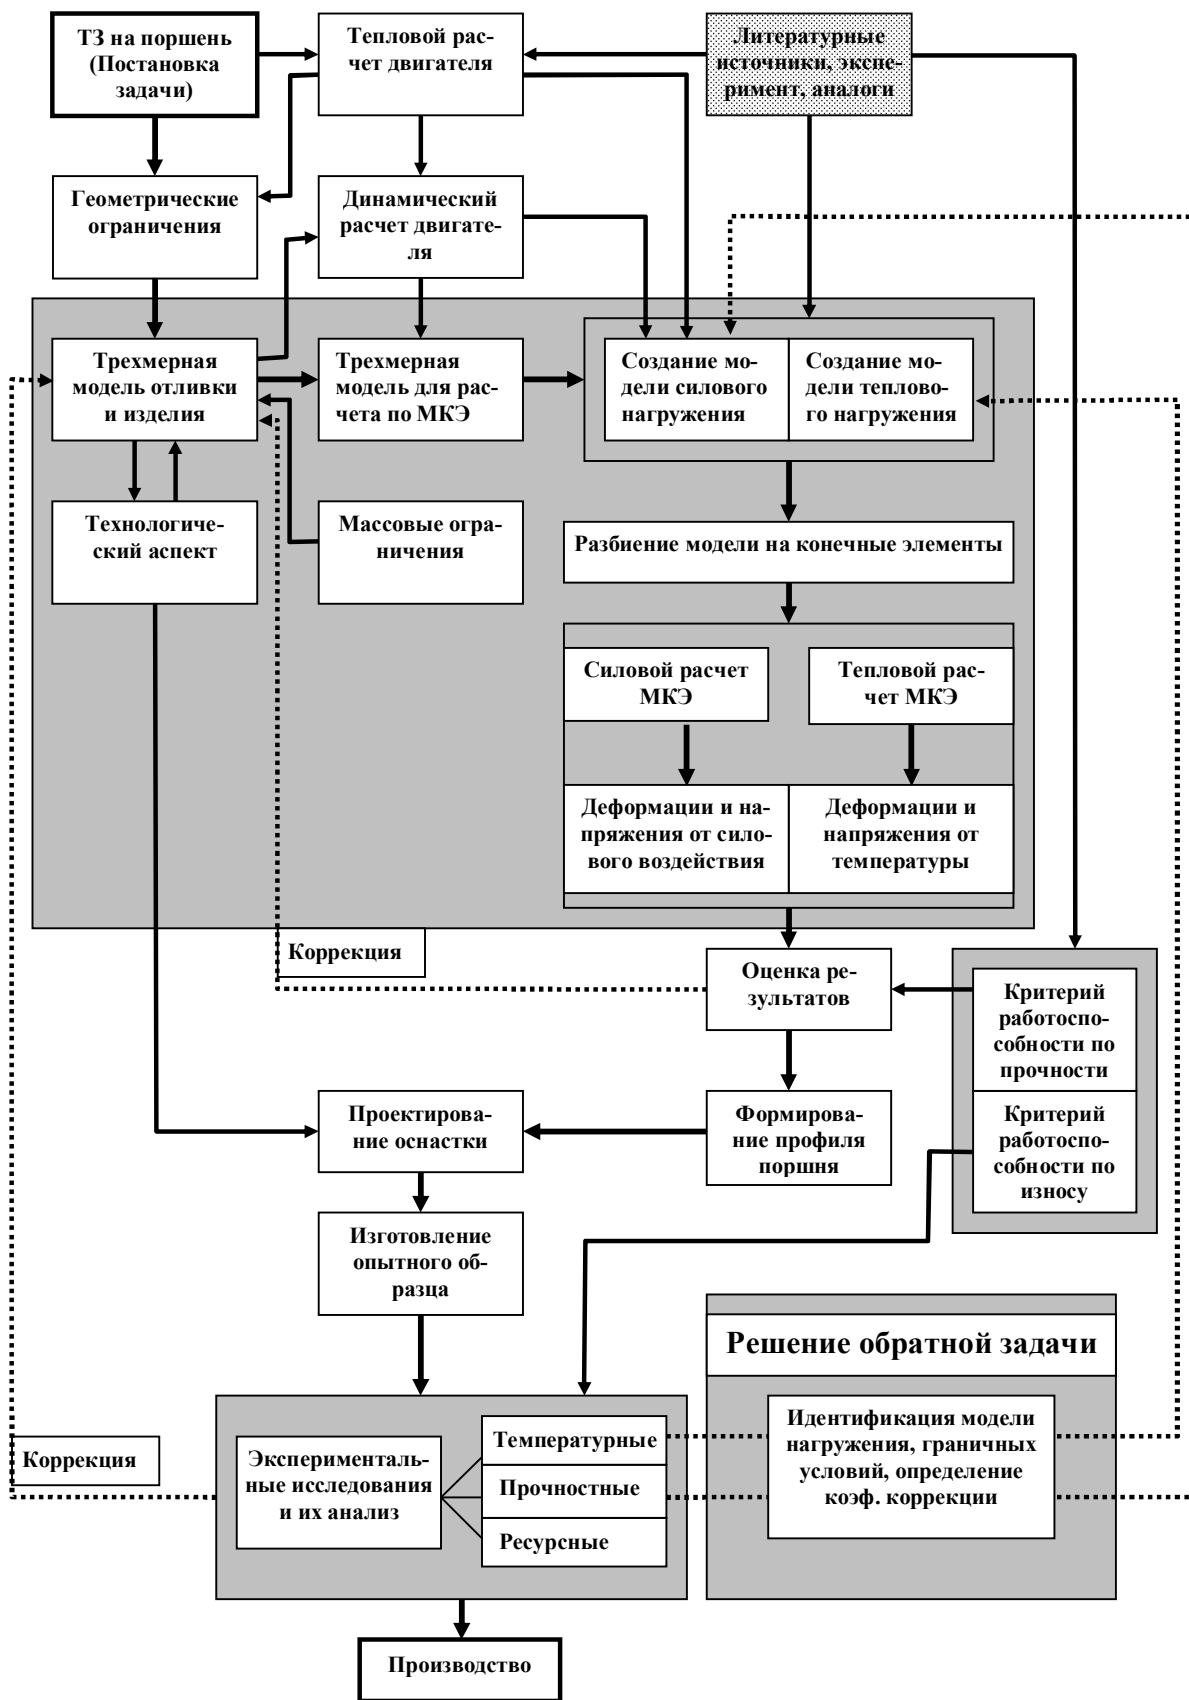 ТЗ на поршень
(Постановка
задачи)
Тепловой рас-
чет двигателя
Литературные
источники, экспе-
римент, аналоги
Геометрические
ограничения
Динамический
расчет двигате-
ля
Трехмерная
модель отливки
и изделия
Трехмерная
модель для рас-
чета по МКЭ
Создание мо-
дели силового
нагружения
Создание мо-
дели теплово-
го нагружения
Технологиче-
ский аспект
Массовые огра-
ничения
Разбиение модели на конечные элементы
Силовой расчет
МКЭ
Тепловой рас-
чет МКЭ
Деформации и на-
пряжения от сило-
вого воздействия
Деформации и
напряжения от
температуры
Коррекция
Оценка ре-
зультатов
Критерий
работоспо-
собности по
прочности
Проектирова-
ние оснастки
Формирова-
ние профиля
поршня
Критерий
работоспо-
собности по
износу
Изготовление
опытного об-
разца
Решение обратной задачи
Коррекция
Эксперименталь-
ные исследования
и их анализ
Температурные
Прочностные
Ресурсные
Идентификация модели
нагружения, граничных
условий, определение
коэф. коррекции
Производство